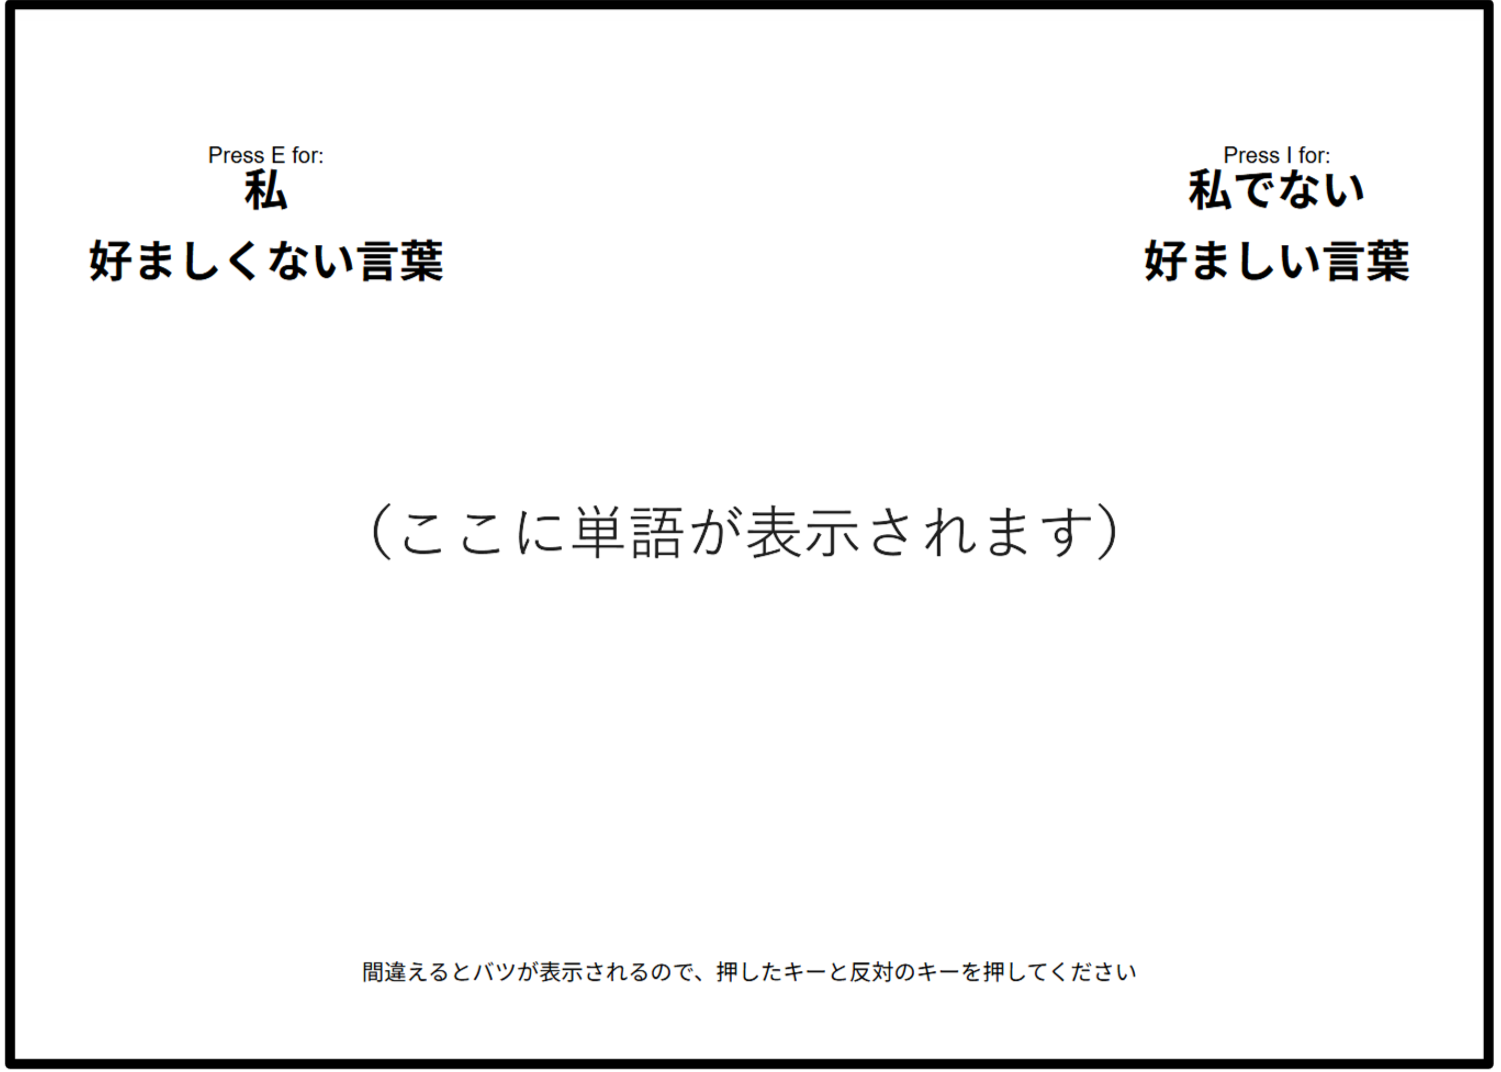 Press E for:
私
好ましくない言葉
Press I for:
私でない
好ましい言葉
（ここに単語が表示されます）
間違えるとバツが表示されるので、押したキーと反対のキーを押してください